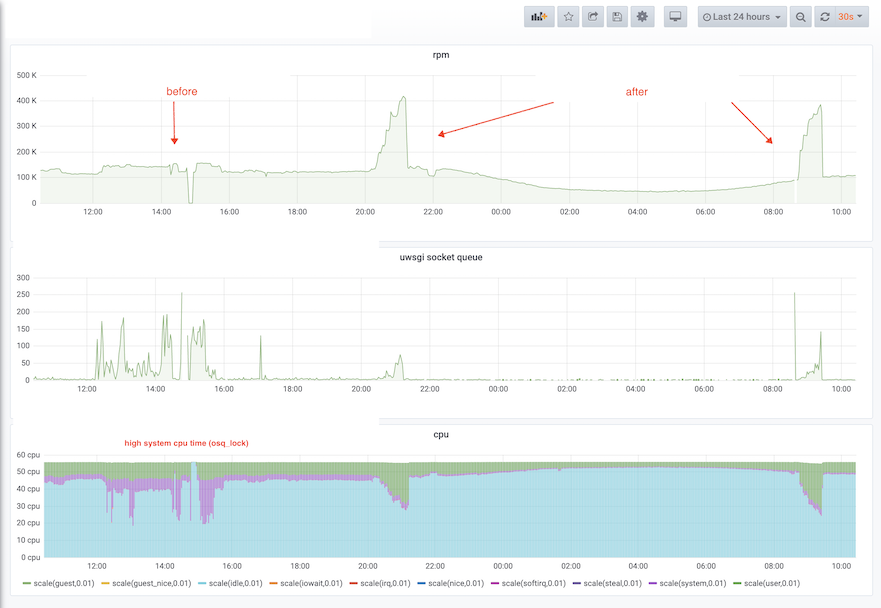 Last 24 hours 30s
rpm
500 K
400 K
300 K
200 K
100 K
0
before
after
12:00 14:00 16:00 18:00 20:00 22:00 00:00 02:00 04:00 06:00 08:00 10:00
uwsgi socket queue
300
250
200
150
100
50
0
12:00 14:00 16:00 18:00 20:00 22:00 00:00 02:00 04:00 06:00 08:00 10:00
cpu
high system cpu time (osq_lock)
60 cpu
50 cpu
40 cpu
30 cpu
20 cpu
10 cpu
0 cpu
12:00 14:00 16:00 18:00 20:00 22:00 00:00 02:00 04:00 06:00 08:00 10:00
scale(guest,0.01) scale(guest_nice,0.01) scale(idle,0.01) scale(iowait,0.01) scale(irq,0.01) scale(nice,0.01) scale(softirq,0.01) scale(steal,0.01) scale(system,0.01) scale(user,0.01)